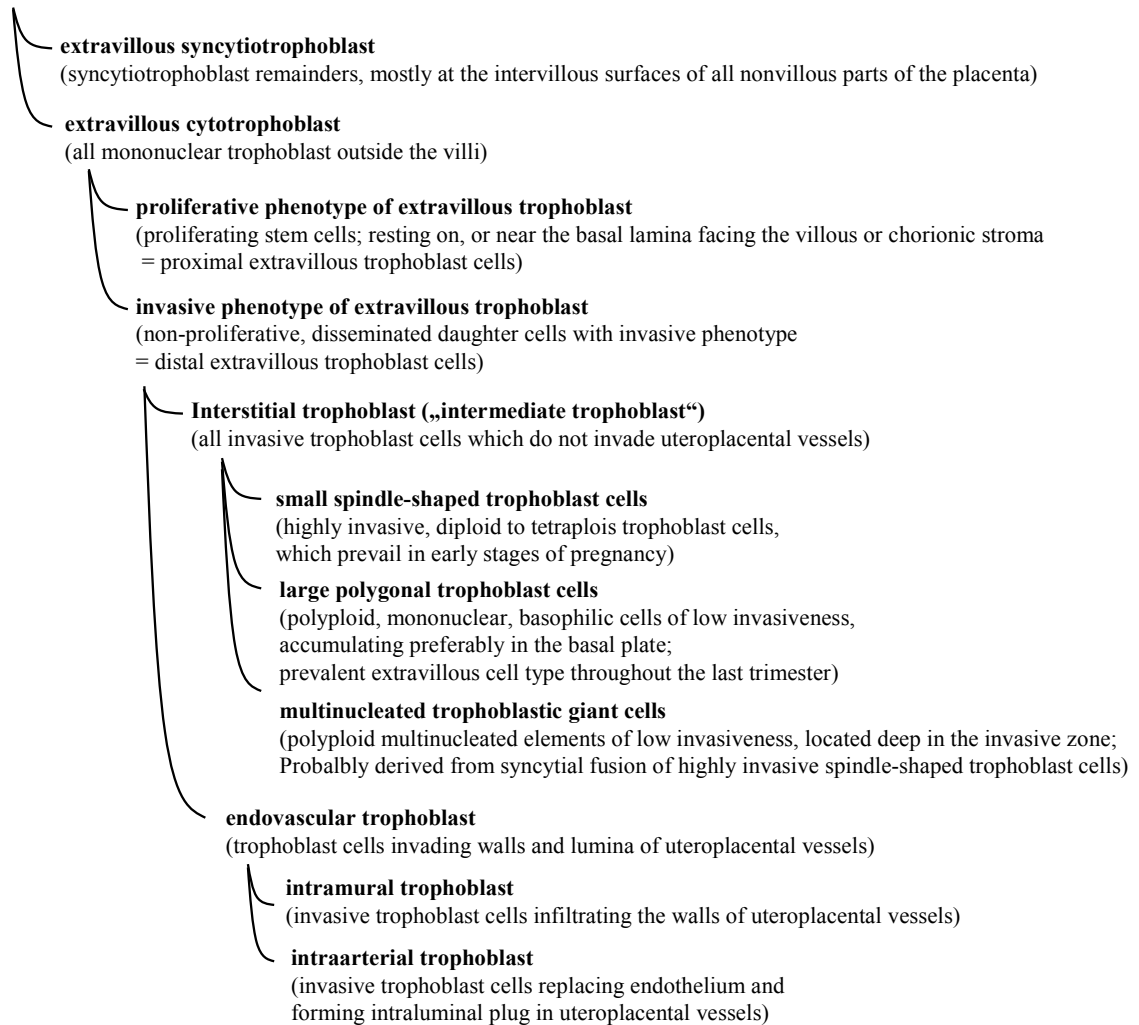 extravillous syncytiotrophoblast
(syncytiotrophoblast remainders, mostly at the intervillous surfaces of all nonvillous parts of the placenta)
extravillous cytotrophoblast
(all mononuclear trophoblast outside the villi)
proliferative phenotype of extravillous trophoblast
(proliferating stem cells; resting on, or near the basal lamina facing the villous or chorionic stroma
= proximal extravillous trophoblast cells)
invasive phenotype of extravillous trophoblast
(non-proliferative, disseminated daughter cells with invasive phenotype
= distal extravillous trophoblast cells)
Interstitial trophoblast („intermediate trophoblast“)
(all invasive trophoblast cells which do not invade uteroplacental vessels)
small spindle-shaped trophoblast cells
(highly invasive, diploid to tetraplois trophoblast cells,
which prevail in early stages of pregnancy)
large polygonal trophoblast cells
(polyploid, mononuclear, basophilic cells of low invasiveness,
accumulating preferably in the basal plate;
prevalent extravillous cell type throughout the last trimester)
multinucleated trophoblastic giant cells
(polyploid multinucleated elements of low invasiveness, located deep in the invasive zone;
Probalbly derived from syncytial fusion of highly invasive spindle-shaped trophoblast cells)
endovascular trophoblast
(trophoblast cells invading walls and lumina of uteroplacental vessels)
intramural trophoblast
(invasive trophoblast cells infiltrating the walls of uteroplacental vessels)
intraarterial trophoblast
(invasive trophoblast cells replacing endothelium and
forming intraluminal plug in uteroplacental vessels)